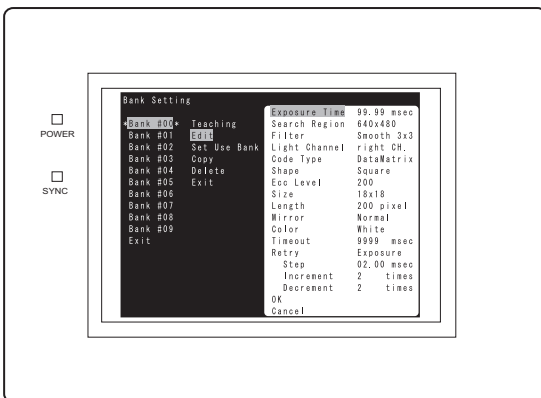 POWER
SYNC
Bank Setting
*Bank #00*
Bank #01
Bank #02
Bank #03
Bank #04
Bank #05
Bank #06
Bank #07
Bank #08
Bank #09
Exit
Teaching
Edit
Set Use Bank
Copy
Delete
Exit
Exposure Time 99.99 msec
Search Region 640x480
Filter Smooth 3x3
Light Channel right CH.
Code Type DataMatrix
Shape Square
Ecc Level 200
Size 18x18
Length 200 pixel
Mirror Normal
Color White
Timeout 9999 msec
Retry Exposure
Step 02.00 msec
Increment 2 times
Decrement 2 times
OK
Cancel